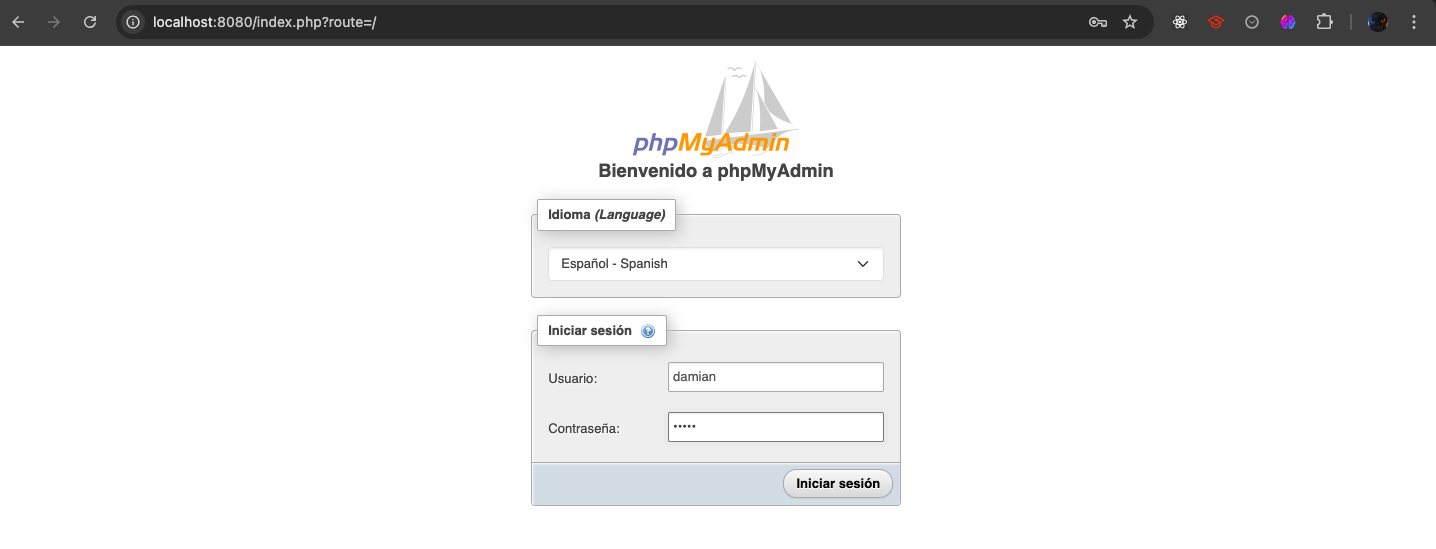 localhost:8080/index.php?route=/
phpMyAdmin
Bienvenido a phpMyAdmin
Idioma (Language)
Español - Spanish
Iniciar sesión
Usuario:
damian
Contraseña:
•••••
Iniciar sesión